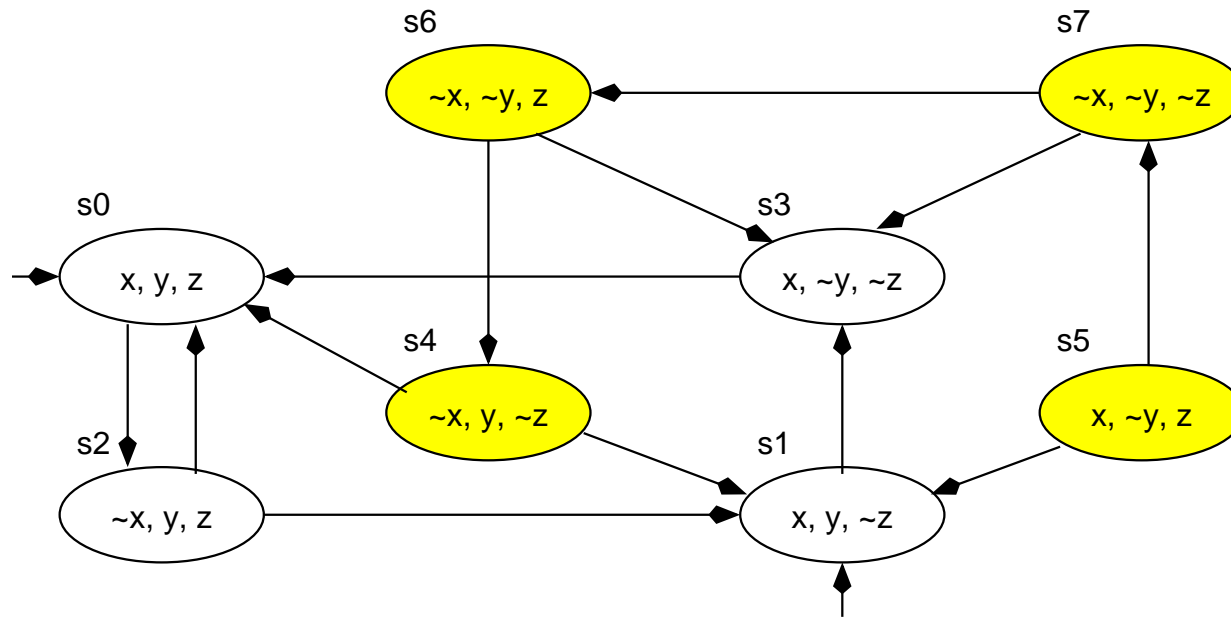 s6
s7
~x, ~y, z
~x, ~y, ~z
s0
s3
x, y, z
x, ~y, ~z
s4
s5
~x, y, ~z
x, ~y, z
s2
s1
~x, y, z
x, y, ~z